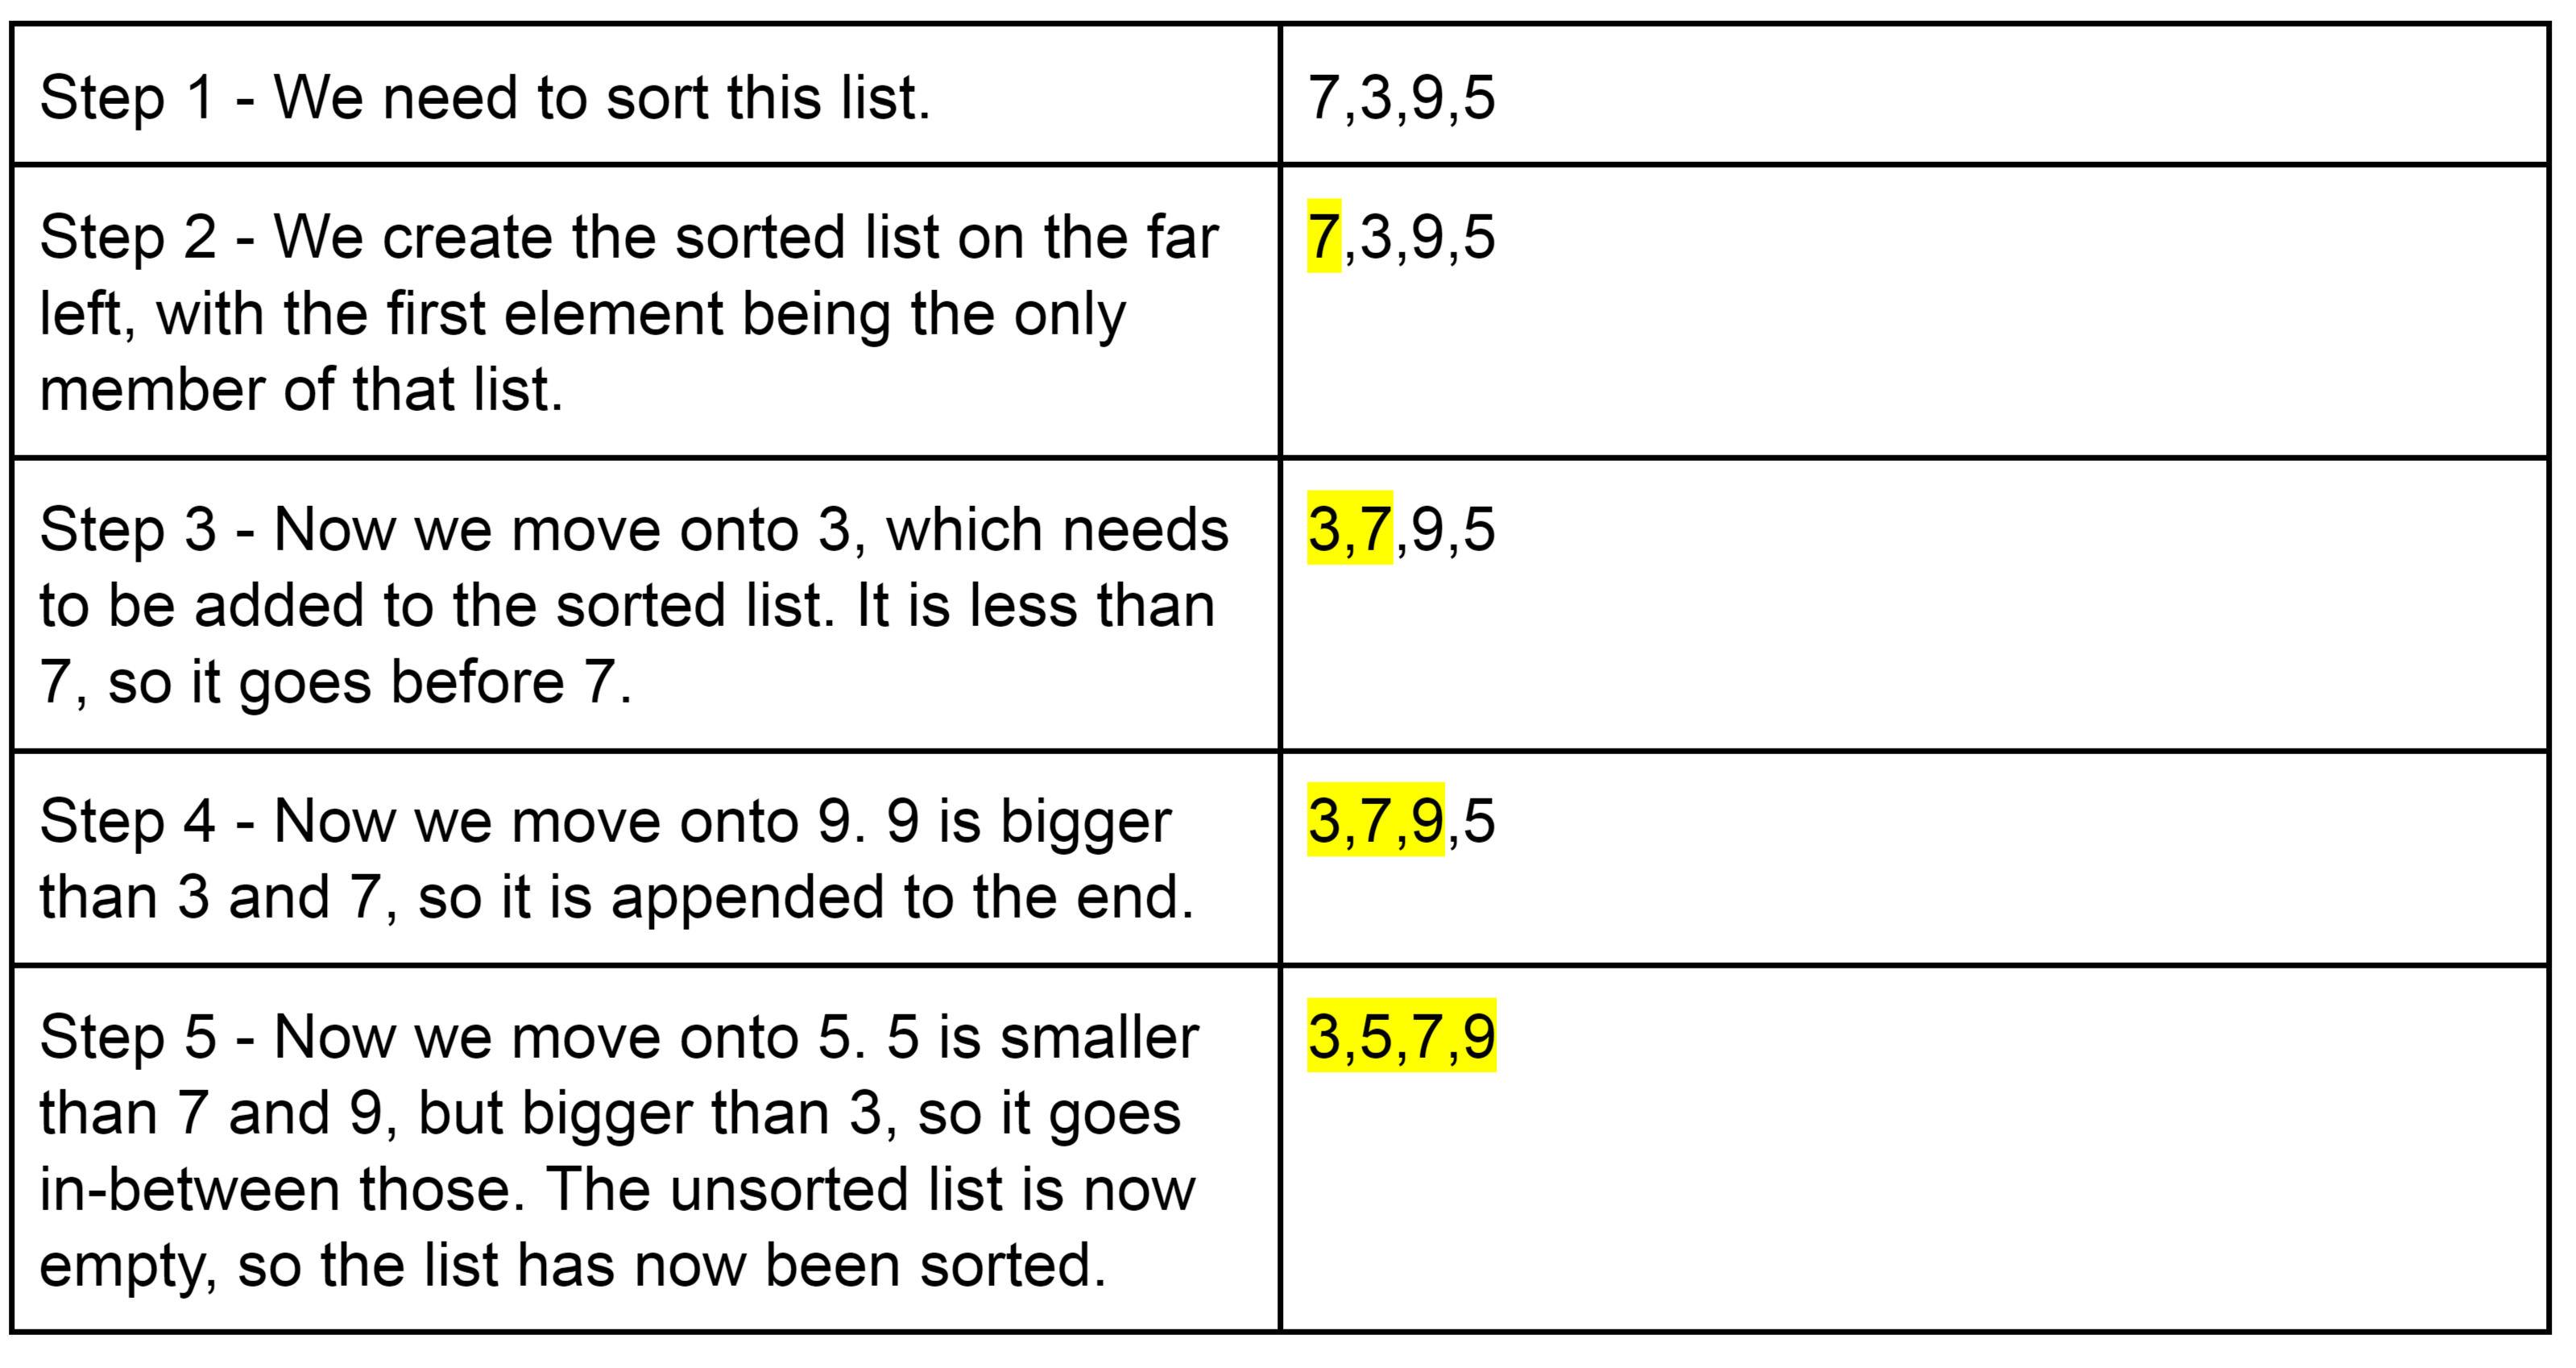 Step 1 - We need to sort this list.
7,3,9,5
Step 2 - We create the sorted list on the far
left, with the first element being the only
member of that list.
7,3,9,5
Step 3 - Now we move onto 3, which needs
to be added to the sorted list. It is less than
7, so it goes before 7.
3,7,9,5
Step 4 - Now we move onto 9. 9 is bigger
than 3 and 7, so it is appended to the end.
3,7,9,5
Step 5 - Now we move onto 5. 5 is smaller
than 7 and 9, but bigger than 3, so it goes
in-between those. The unsorted list is now
empty, so the list has now been sorted.
3,5,7,9